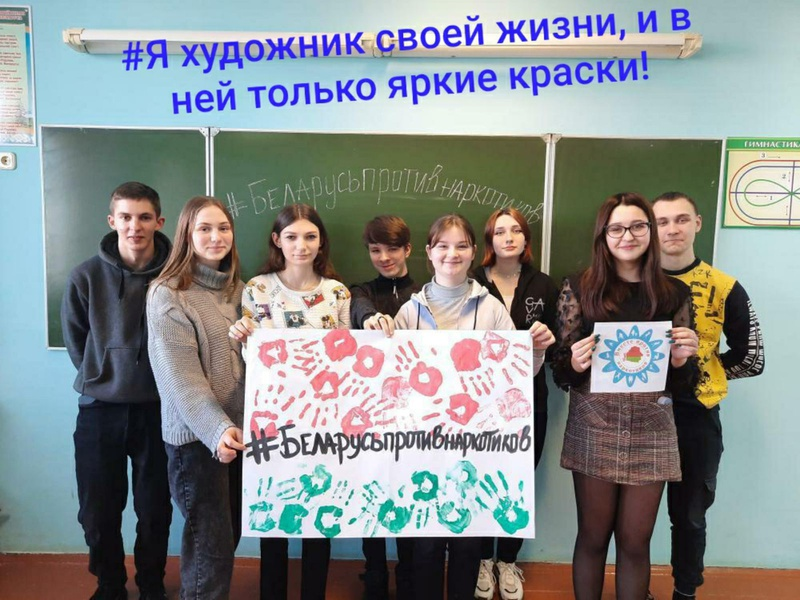 #Я художник своей жизни, и в
ней только яркие краски!
ГИМНАСТИКА
#БЕЛАРУСЬПРОТИВНАРКОТИКОВ
#БЕЛАРУСЬПРОТИВНАРКОТИКОВ